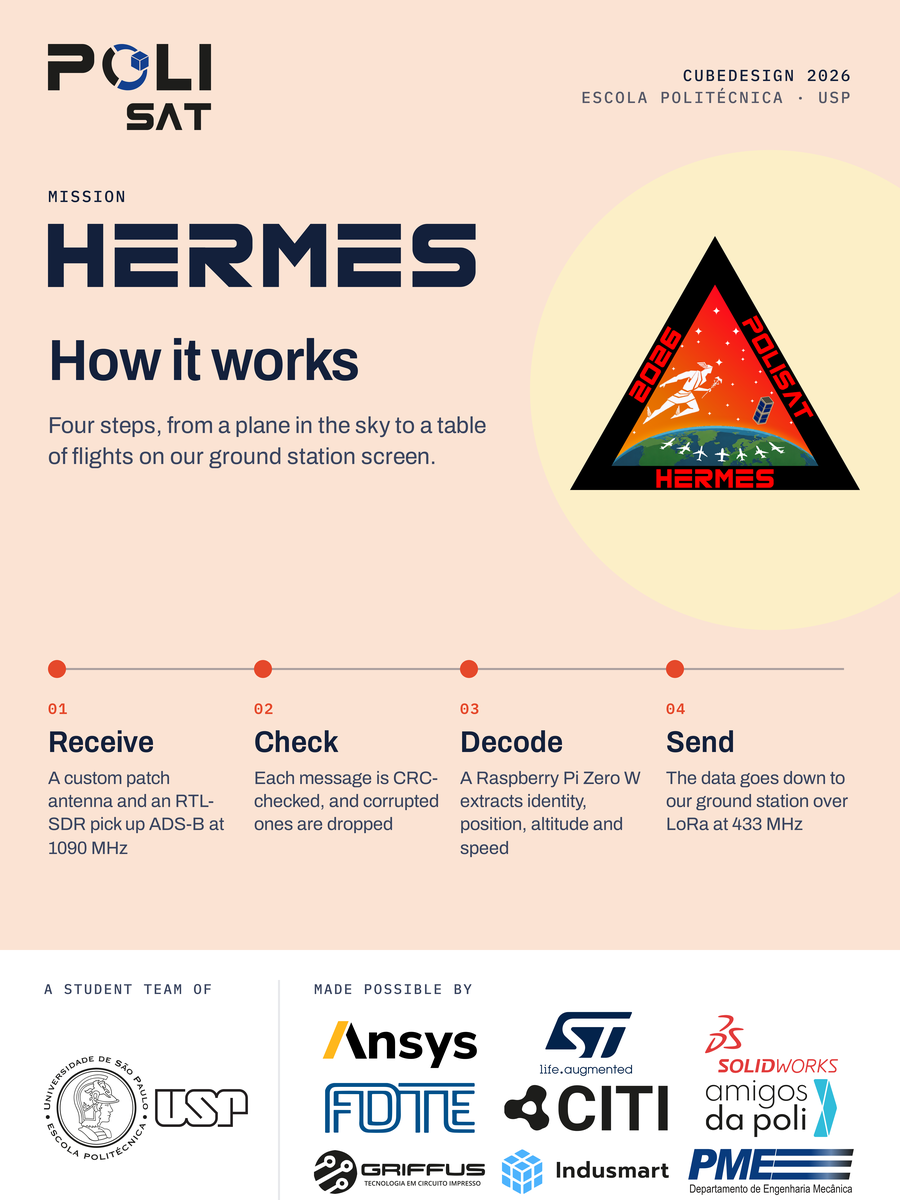 POLI
SAT
CUBEDESIGN 2026
ESCOLA POLITÉCNICA · USP
MISSION
HERMES
How it works
Four steps, from a plane in the sky to a table
of flights on our ground station screen.
2026
POLISAT
HERMES
01
Receive
A custom patch
antenna and an RTL-
SDR pick up ADS-B at
1090 MHz
02
Check
Each message is CRC-
checked, and corrupted
ones are dropped
03
Decode
A Raspberry Pi Zero W
extracts identity,
position, altitude and
speed
04
Send
The data goes down to
our ground station over
LoRa at 433 MHz
A STUDENT TEAM OF
UNIVERSIDADE DE SÃO PAULO
ESCOLA POLITÉCNICA
USP
MADE POSSIBLE BY
Ansys
ST
life.augmented
3DS
SOLIDWORKS
FDTE
CITI
amigos
da poli
GRIFFUS
TECNOLOGIA EM CIRCUITO IMPRESSO
Indusmart
PME
Departamento de Engenharia Mecânica